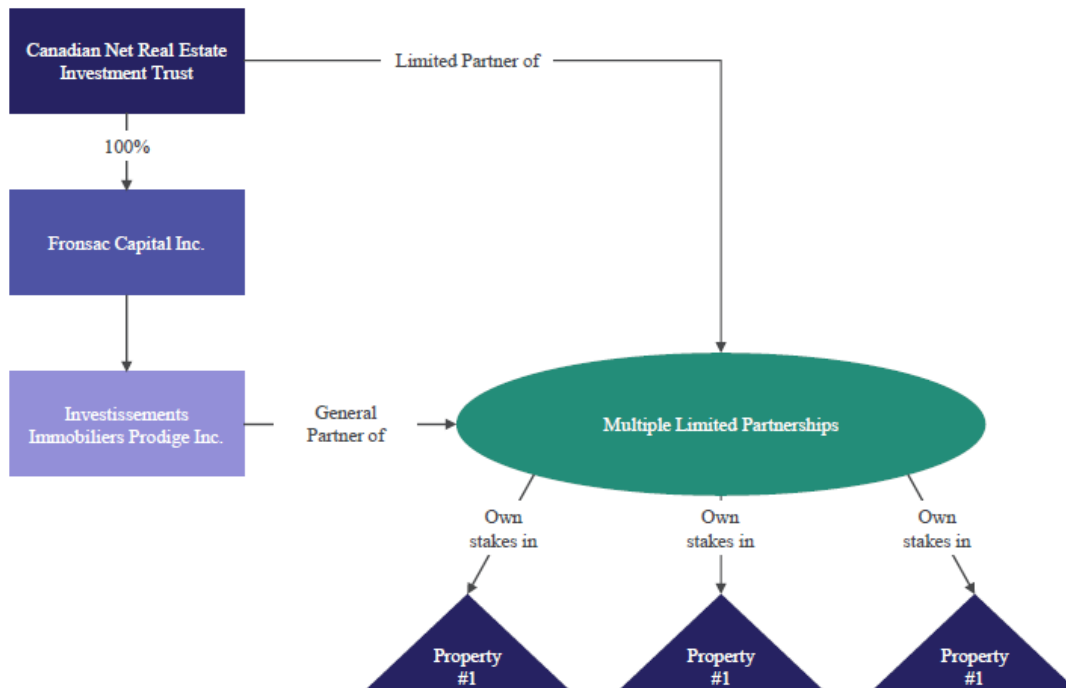 Canadian Net Real Estate
Investment Trust
Limited Partner of
100%
Fronsac Capital Inc.
Investissements
Immobiliers Prodige Inc.
General
Partner of
Multiple Limited Partnerships
Own
stakes in
Own
stakes in
Own
stakes in
Property
#1
Property
#1
Property
#1